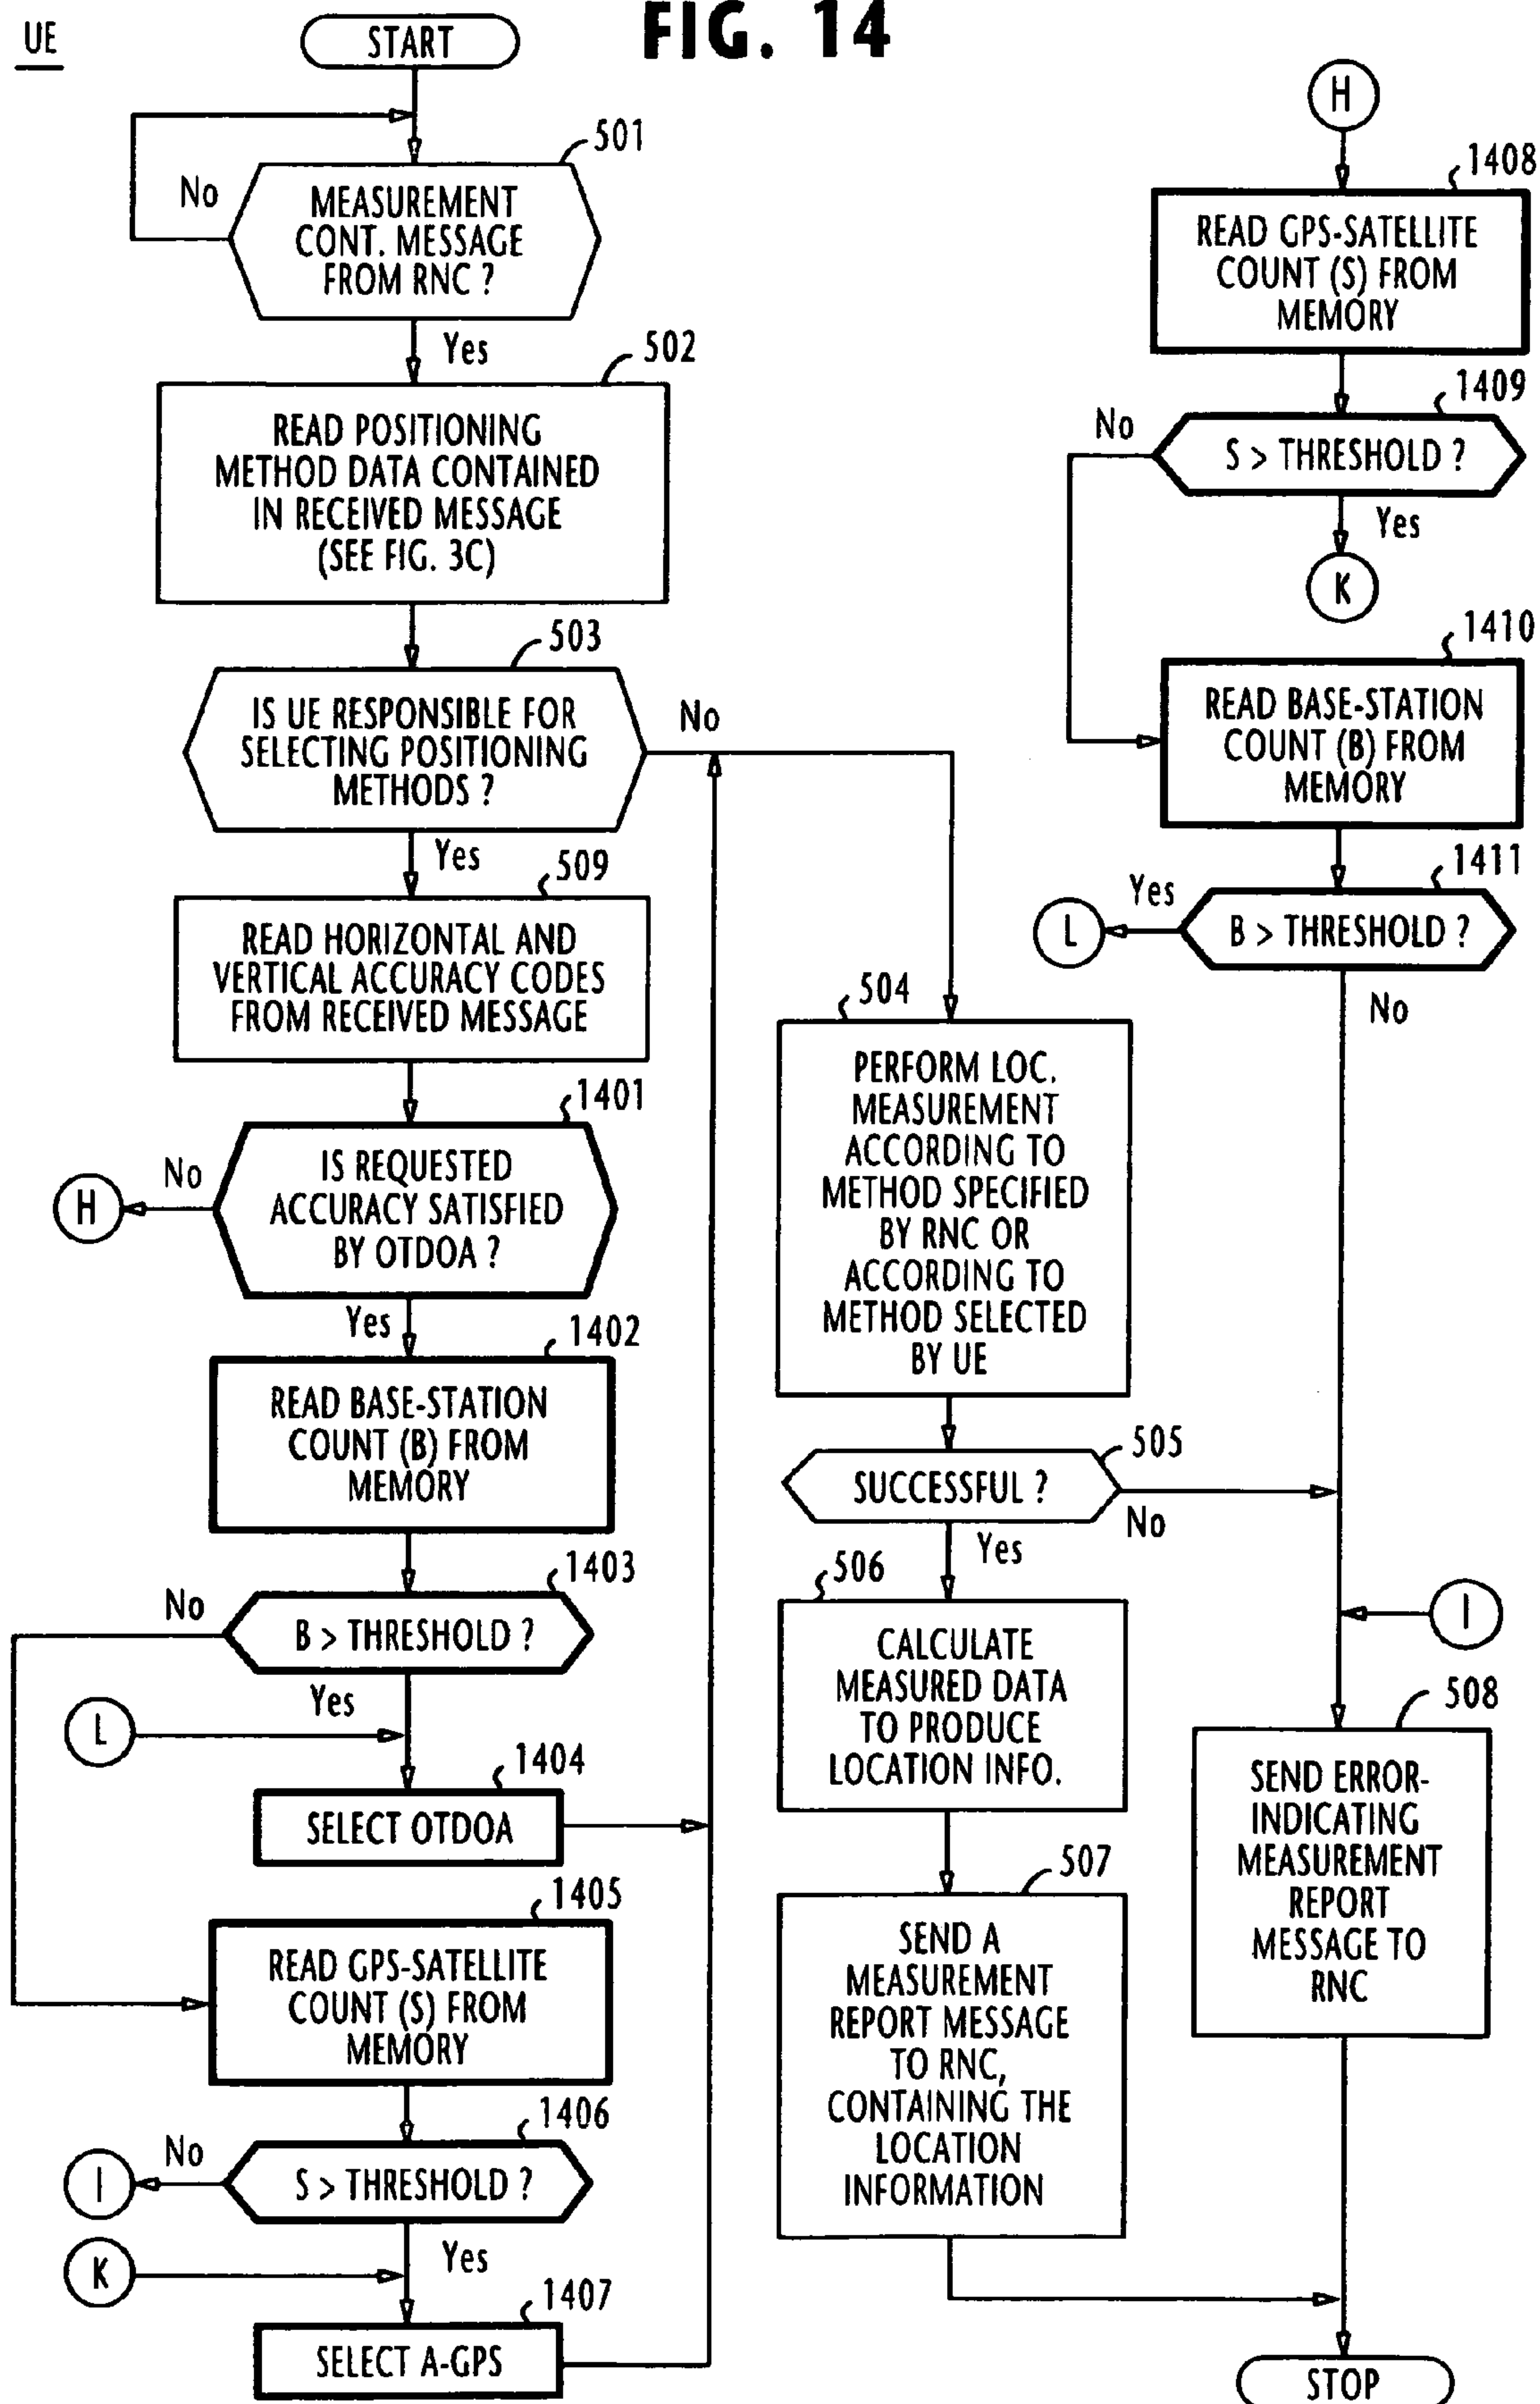 UE
FIG. 14
START
501
No
MEASUREMENT
CONT. MESSAGE
FROM RNC ?
Yes
502
READ POSITIONING
METHOD DATA CONTAINED
IN RECEIVED MESSAGE
(SEE FIG. 3C)
503
IS UE RESPONSIBLE FOR
SELECTING POSITIONING
METHODS ?
No
Yes
509
READ HORIZONTAL AND
VERTICAL ACCURACY CODES
FROM RECEIVED MESSAGE
1401
IS REQUESTED
ACCURACY SATISFIED
BY OTDOA ?
No
H
Yes
1402
READ BASE-STATION
COUNT (B) FROM
MEMORY
1403
No
B > THRESHOLD ?
Yes
L
1404
SELECT OTDOA
1405
READ GPS-SATELLITE
COUNT (S) FROM
MEMORY
1406
No
I
S > THRESHOLD ?
Yes
K
1407
SELECT A-GPS
504
PERFORM LOC.
MEASUREMENT
ACCORDING TO
METHOD SPECIFIED
BY RNC OR
ACCORDING TO
METHOD SELECTED
BY UE
505
SUCCESSFUL ?
No
Yes
506
CALCULATE
MEASURED DATA
TO PRODUCE
LOCATION INFO.
507
SEND A
MEASUREMENT
REPORT MESSAGE
TO RNC,
CONTAINING THE
LOCATION
INFORMATION
H
1408
READ GPS-SATELLITE
COUNT (S) FROM
MEMORY
1409
No
S > THRESHOLD ?
Yes
K
1410
READ BASE-STATION
COUNT (B) FROM
MEMORY
1411
Yes
L
B > THRESHOLD ?
No
I
508
SEND ERROR-
INDICATING
MEASUREMENT
REPORT
MESSAGE TO
RNC
STOP